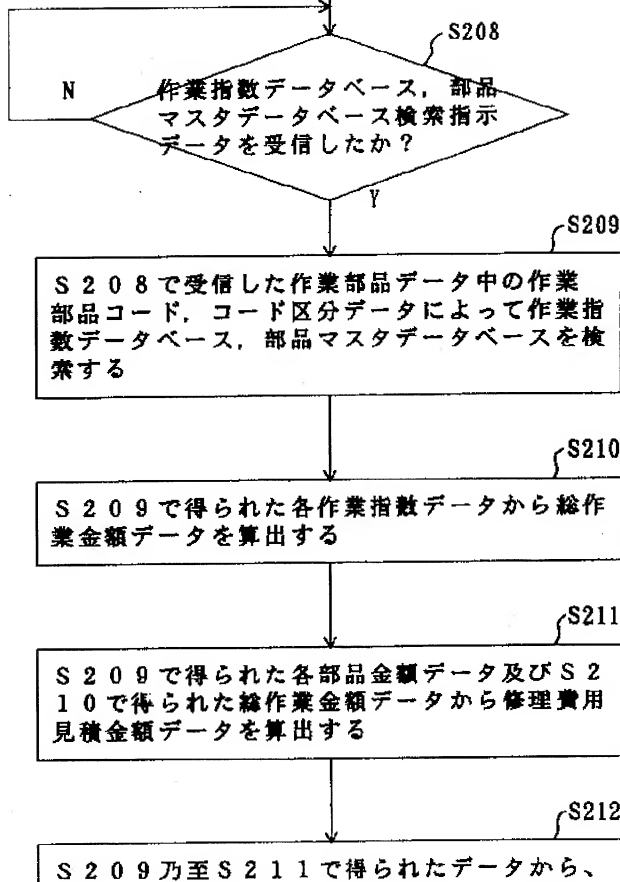 S208
N
作業指数データベース，部品
マスタデータベース検索指示
データを受信したか？
Y
S209
S２０８で受信した作業部品データ中の作業
部品コード，コード区分データによって作業指
数データベース，部品マスタデータベースを検
索する
S210
S２０９で得られた各作業指数データから総作
業金額データを算出する
S211
S２０９で得られた各部品金額データ及びS２
１０で得られた総作業金額データから修理費用
見積金額データを算出する
S212
S２０９乃至S２１１で得られたデータから、